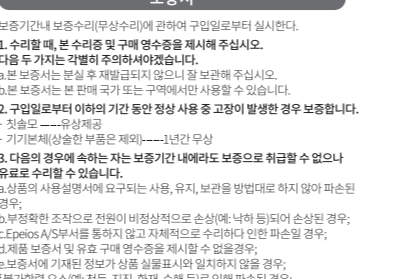 보증서
보증기간내 보증수리(무상수리)에 관하여 구입일로부터 실시한다.
1. 수리할 때, 본 수리증 및 구매 영수증을 제시해 주십시오.
다음 두 가지는 각별히 주의하셔야겠습니다.
a.본 보증서는 분실 후 재발급되지 않으니 잘 보관해 주십시오.
b.본 보증서는 본 판매 국가 또는 구역에서만 사용할 수 있습니다.
2. 구입일로부터 이하의 기간 동안 정상 사용 중 고장이 발생한 경우 보증합니다.
- 칫솔모 -----유상제공
- 기기본체(상술한 부품은 제외)-----1년간 무상
3. 다음의 경우에 속하는 자는 보증기간 내에라도 보증으로 취급할 수 없으나
유료로 수리할 수 있습니다.
a.상품의 사용설명서에 요구되는 사용, 유지, 보관을 방법대로 하지 않아 파손된
경우;
b.부정확한 조작으로 전원이 비정상적으로 손상(예: 낙하 등)되어 손상된 경우;
c.Epeios A/S부서를 통하지 않고 자체적으로 수리하다 인한 파손일 경우;
d.제품 보증서 및 유효 구매 영수증을 제시할 수 없을경우;
e.보증서에 기재된 정보가 상품 실물표시와 일치하지 않을 경우;